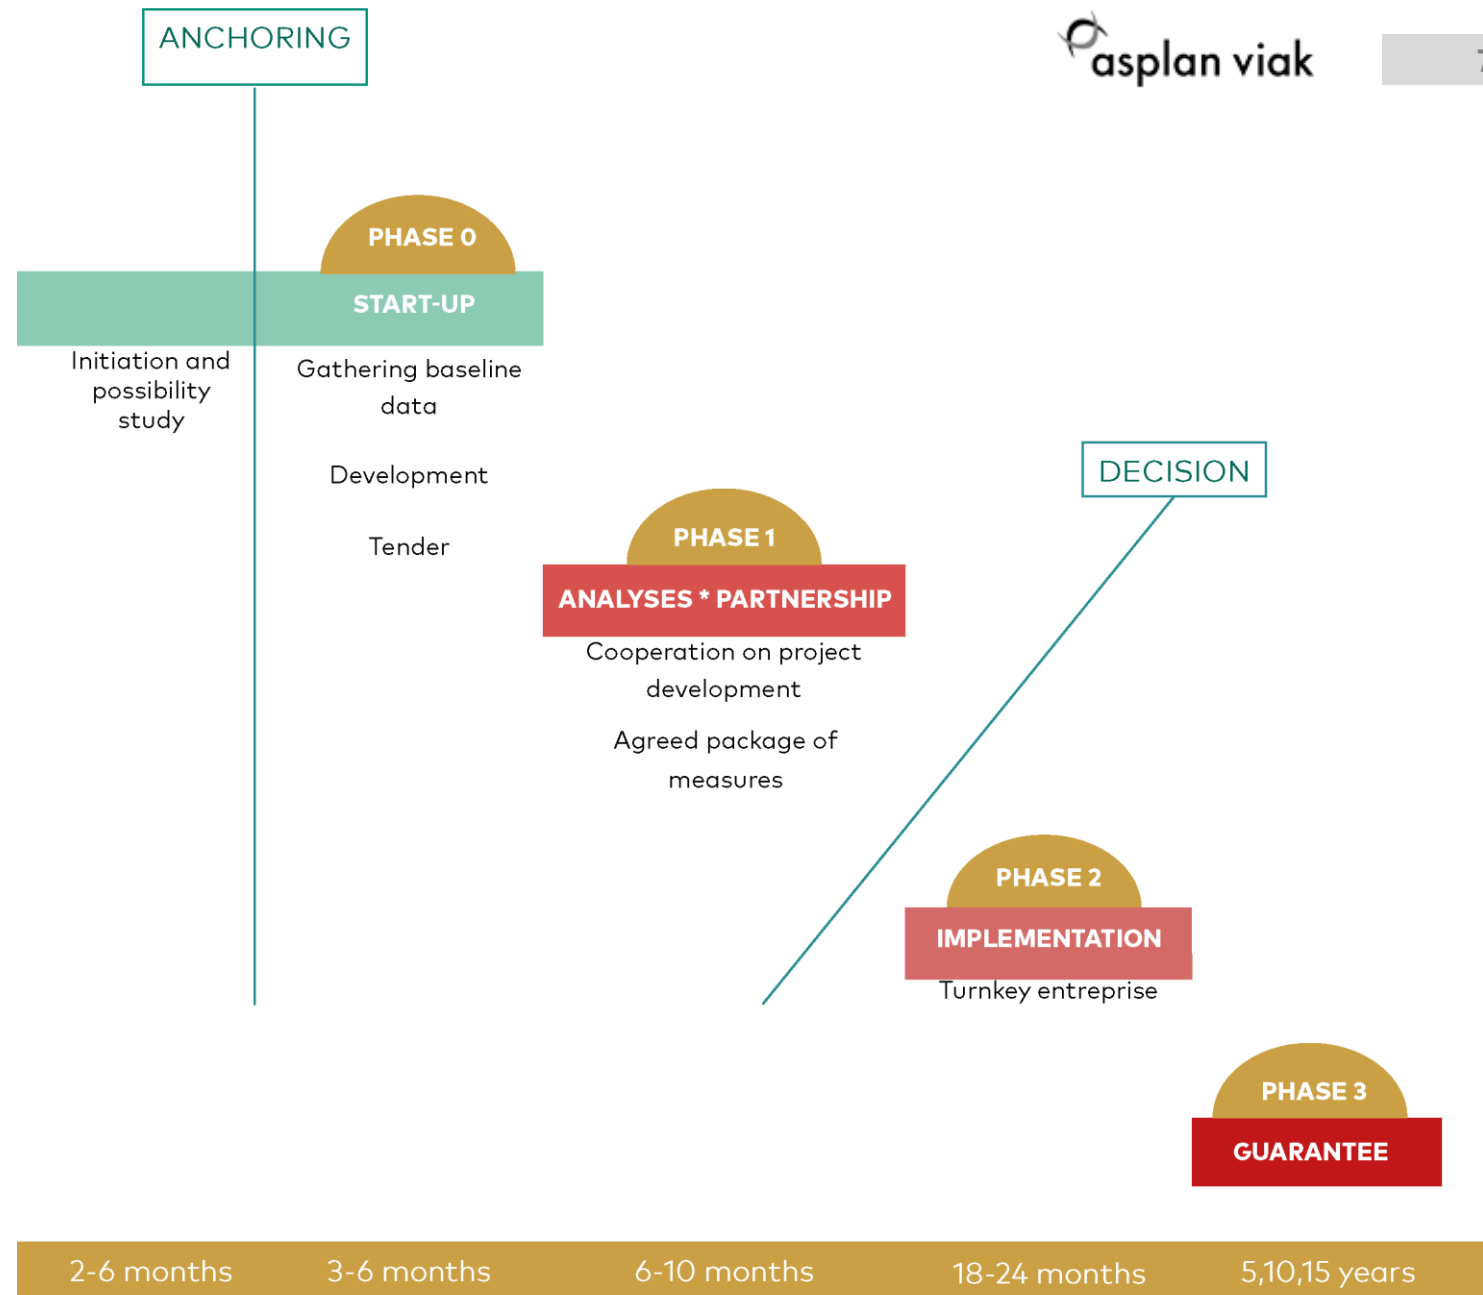 ANCHORING
asplan viak
PHASE 0
START-UP
Initiation and
possibility
study
Gathering baseline
data
Development
Tender
DECISION
PHASE 1
ANALYSES * PARTNERSHIP
Cooperation on project
development
Agreed package of
measures
PHASE 2
IMPLEMENTATION
Turnkey entreprise
PHASE 3
GUARANTEE
2-6 months
3-6 months
6-10 months
18-24 months
5,10,15 years